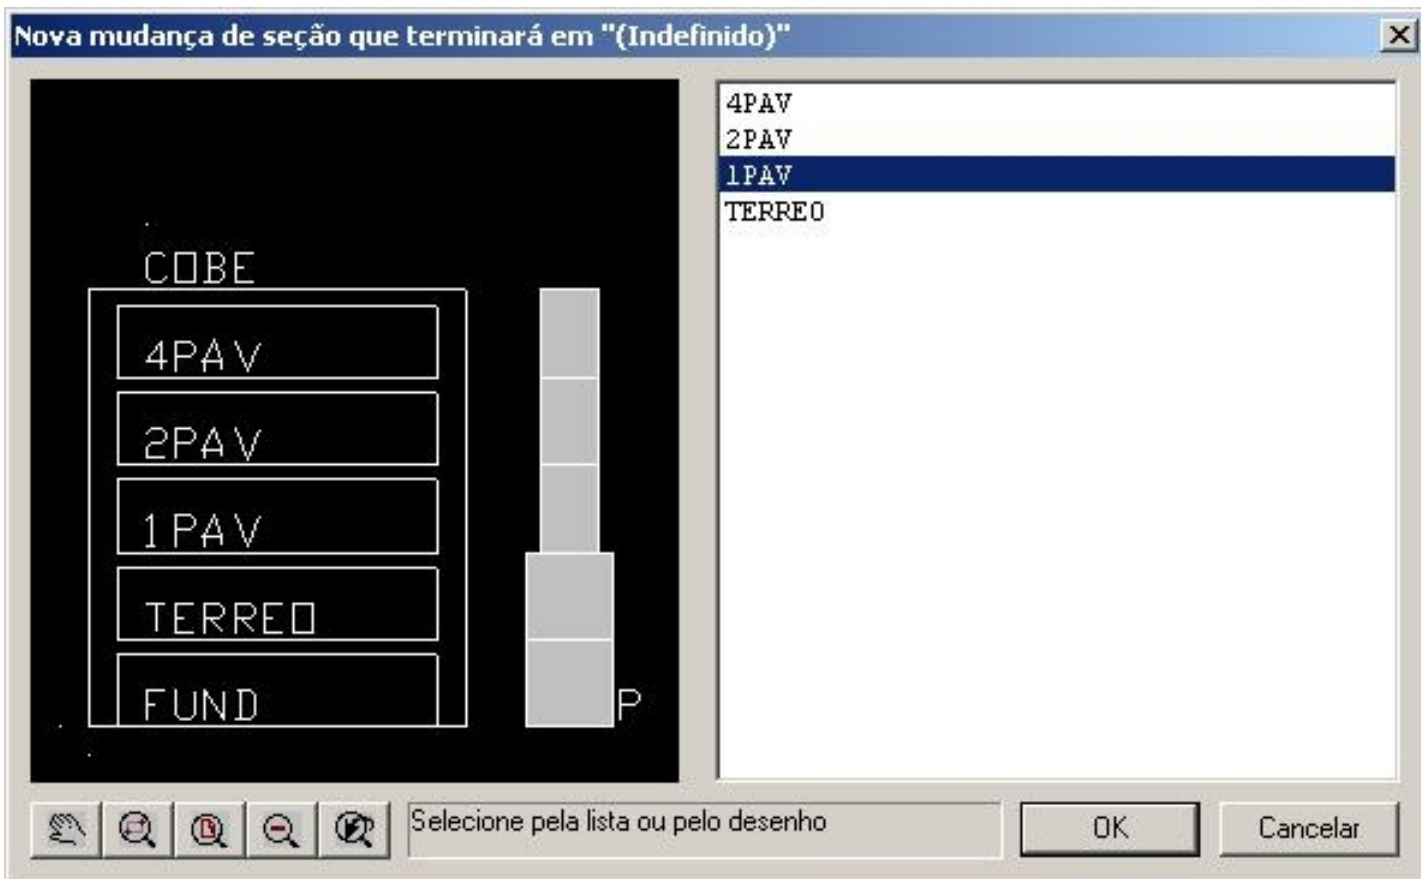 Nova mudança de seção que terminará em "(Indefinido)"
COBE
4PAV
2PAV
1PAV
TERREO
FUND
P
4PAV
2PAV
1PAV
TERREO
Selecione pela lista ou pelo desenho
OK
Cancelar